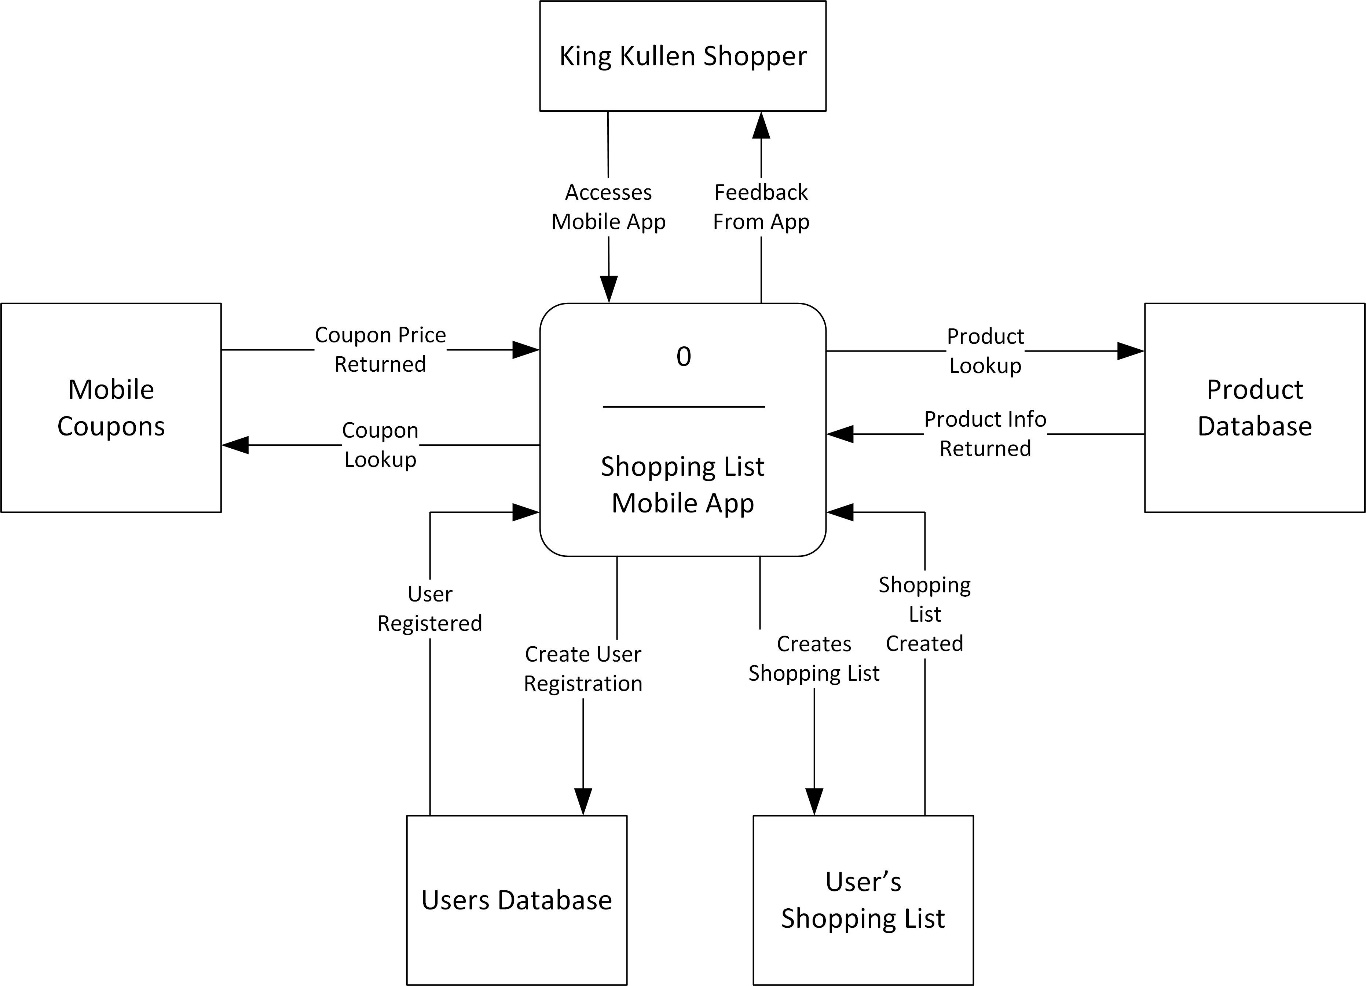 King Kullen Shopper
Accesses
Mobile App
Feedback
From App
Mobile
Coupons
Coupon Price
Returned
Coupon
Lookup
0
Shopping List
Mobile App
Product
Lookup
Product Info
Returned
Product
Database
User
Registered
Create User
Registration
Creates
Shopping List
Shopping
List
Created
Users Database
User’s
Shopping List